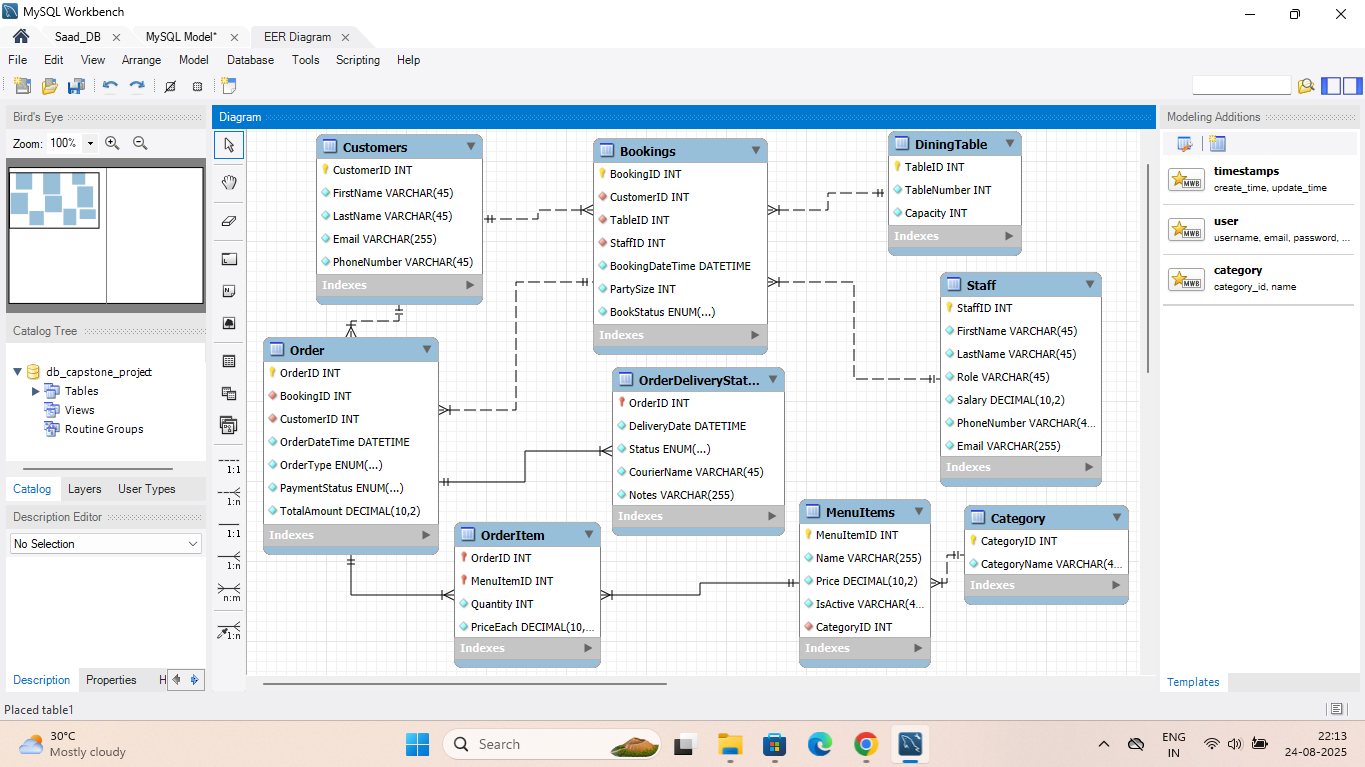 MySQL Workbench
Saad_DB
MySQL Model*
EER Diagram
File Edit View Arrange Model Database Tools Scripting Help
Bird's Eye
Zoom: 100%
Catalog Tree
db_capstone_project
Tables
Views
Routine Groups
Catalog Layers User Types
Description Editor
No Selection
Description Properties H
Placed table1
1:1
1:n
1:1
1:n
n:m
1:n
Diagram
Customers
CustomerID INT
FirstName VARCHAR(45)
LastName VARCHAR(45)
Email VARCHAR(255)
PhoneNumber VARCHAR(45)
Indexes
Bookings
BookingID INT
CustomerID INT
TableID INT
StaffID INT
BookingDateTime DATETIME
PartySize INT
BookStatus ENUM(...)
Indexes
DiningTable
TableID INT
TableNumber INT
Capacity INT
Indexes
Staff
StaffID INT
FirstName VARCHAR(45)
LastName VARCHAR(45)
Role VARCHAR(45)
Salary DECIMAL(10,2)
PhoneNumber VARCHAR(4...
Email VARCHAR(255)
Indexes
Order
OrderID INT
BookingID INT
CustomerID INT
OrderDateTime DATETIME
OrderType ENUM(...)
PaymentStatus ENUM(...)
TotalAmount DECIMAL(10,2)
Indexes
OrderDeliveryStat...
OrderID INT
DeliveryDate DATETIME
Status ENUM(...)
CourierName VARCHAR(45)
Notes VARCHAR(255)
Indexes
OrderItem
OrderID INT
MenuItemID INT
Quantity INT
PriceEach DECIMAL(10,...
Indexes
MenuItems
MenuItemID INT
Name VARCHAR(255)
Price DECIMAL(10,2)
IsActive VARCHAR(4...
CategoryID INT
Indexes
Category
CategoryID INT
CategoryName VARCHAR(4...
Indexes
Modeling Additions
timestamps
create_time, update_time
user
username, email, password, ...
category
category_id, name
Templates
30°C
Mostly cloudy
Search
ENG
IN
22:13
24-08-2025